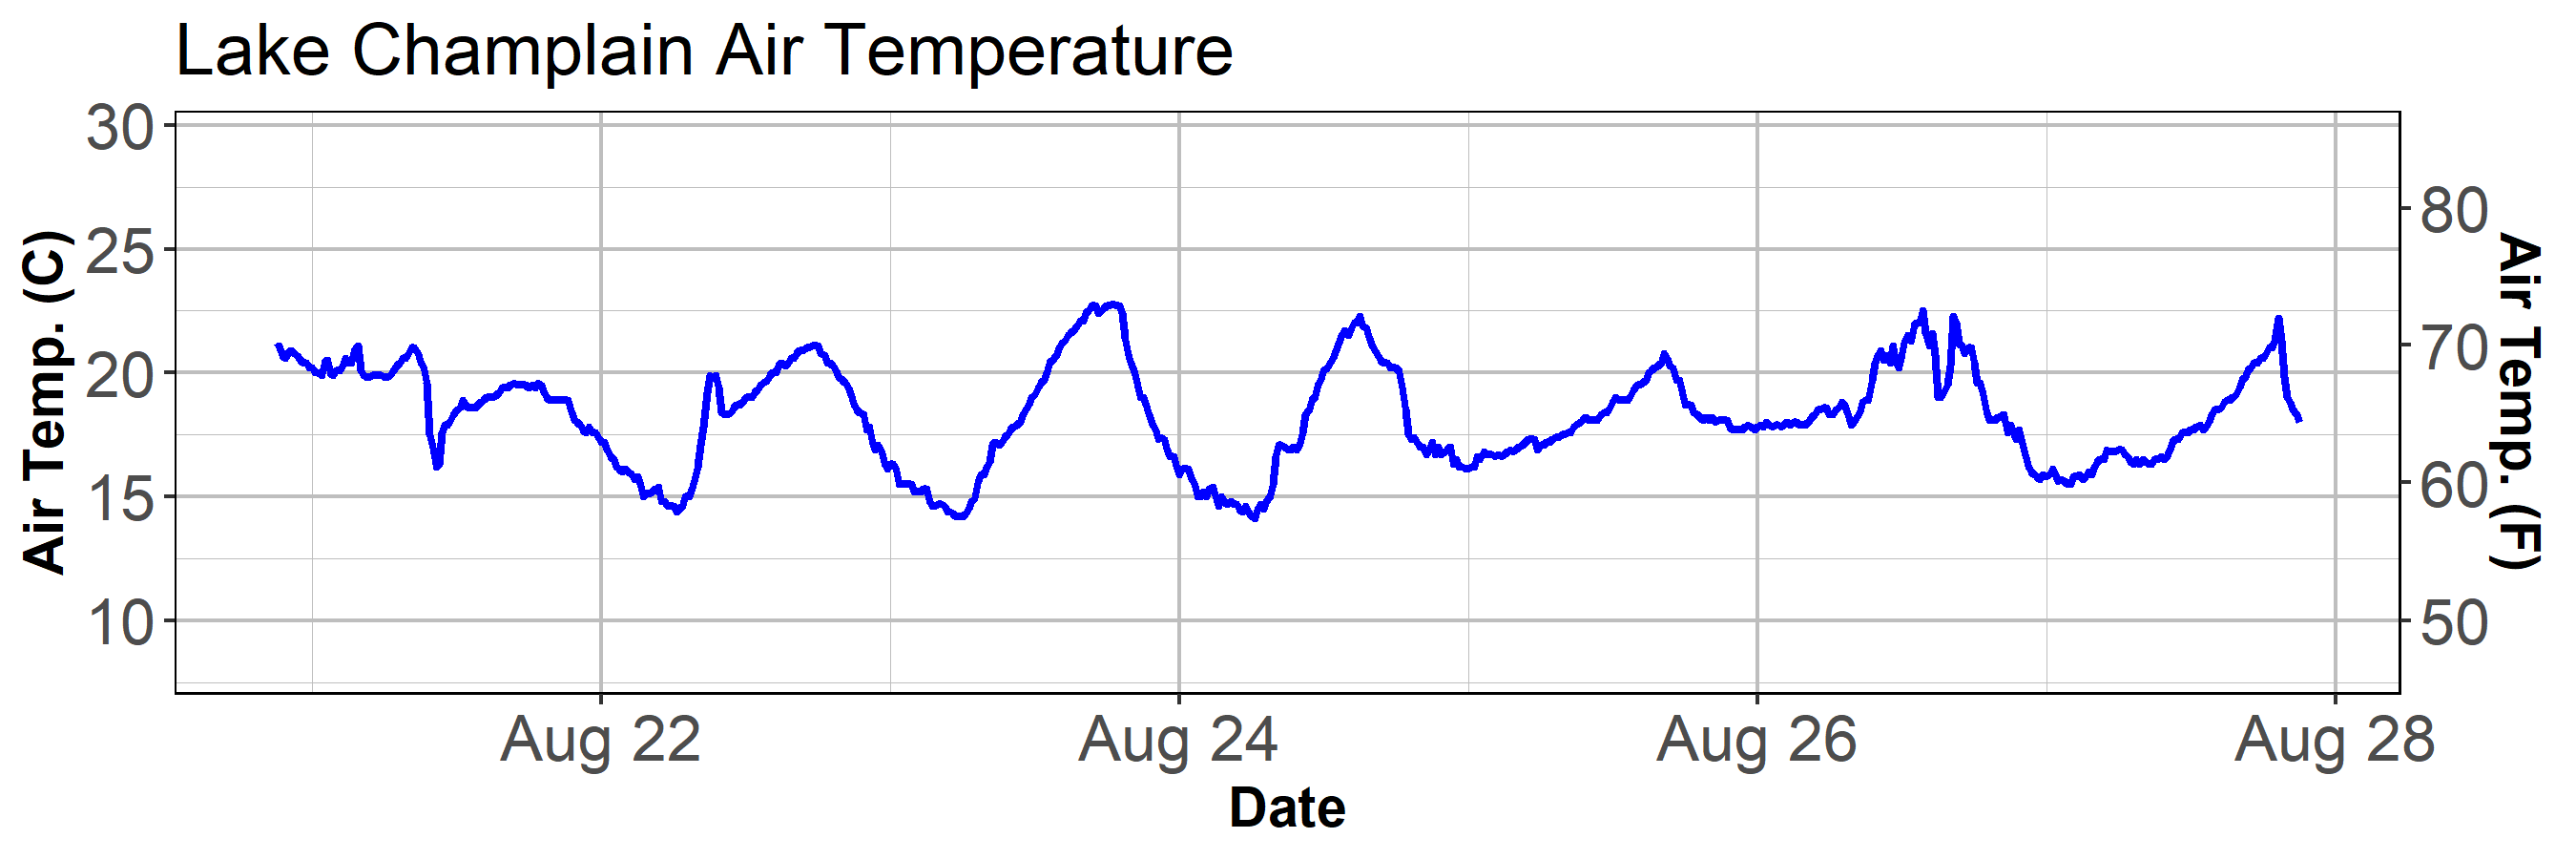 Lake Champlain Air Temperature
30
25
20
15
10
Air Temp. (C)
80
70
60
50
Air Temp. (F)
Aug 22 Aug 24 Aug 26 Aug 28
Date